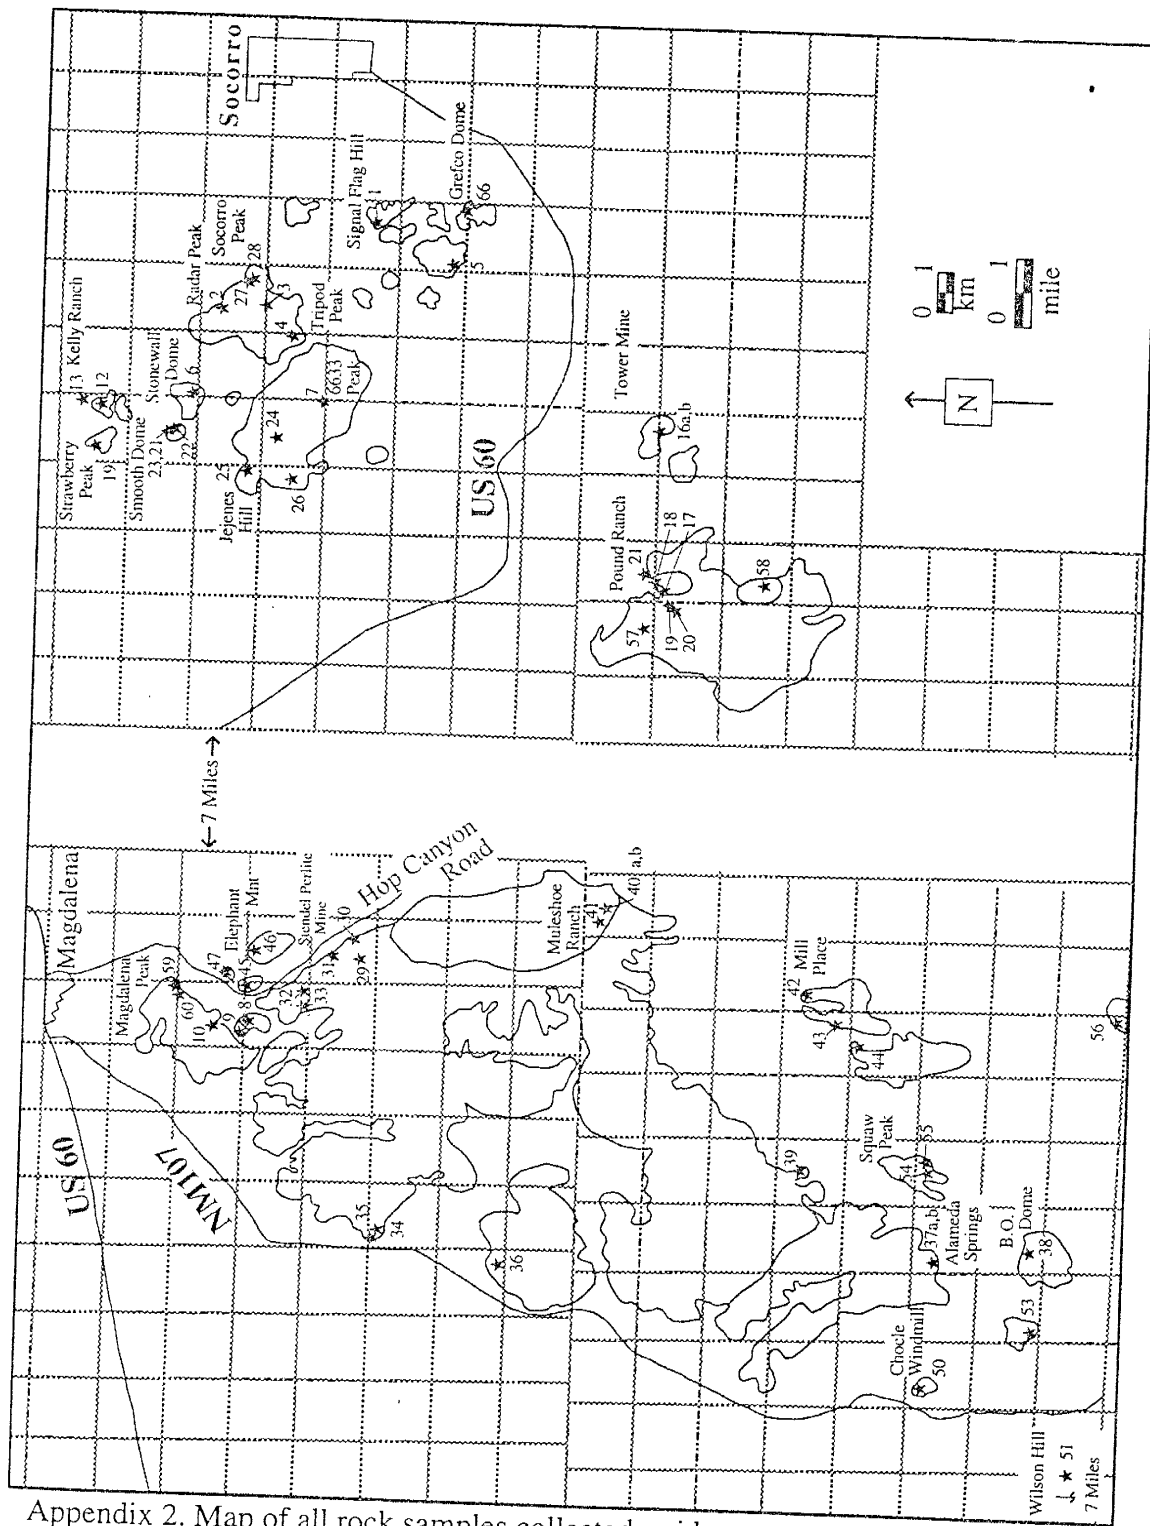 Socorro
Signal Flag Hill
1
Grefco Dome
66
5
Socorro
Peak
28
Radar Peak
2
27
3
4
Tripod
Peak
Kelly Ranch
13
12
Stonewall
Dome
6
7
6633
Peak
24
Strawberry
Peak
19
Smooth Dome
23,21
22
25
Jejenes
Hill
26
US 60
Tower Mine
16a,b
Pound Ranch
21
18
17
57
19
20
58
0 1
km
0 1
mile
N
7 Miles
Magdalena
Magdalena
Peak
59
60
10
9
8
47
45
Elephant
Mnt
46
Stendel Perlite
Mine
32
33
31
30
29
Hop Canyon
Road
US 60
NM107
35
34
36
Muleshoe
Ranch
41
40 a,b
42
Mill
Place
43
44
56
39
Squaw
Peak
54
55
37a,b
Alameda
Springs
B.O.
Dome
38
53
Chocle
Windmill
50
Wilson Hill
51
7 Miles
Appendix 2. Map of all rock samples collected